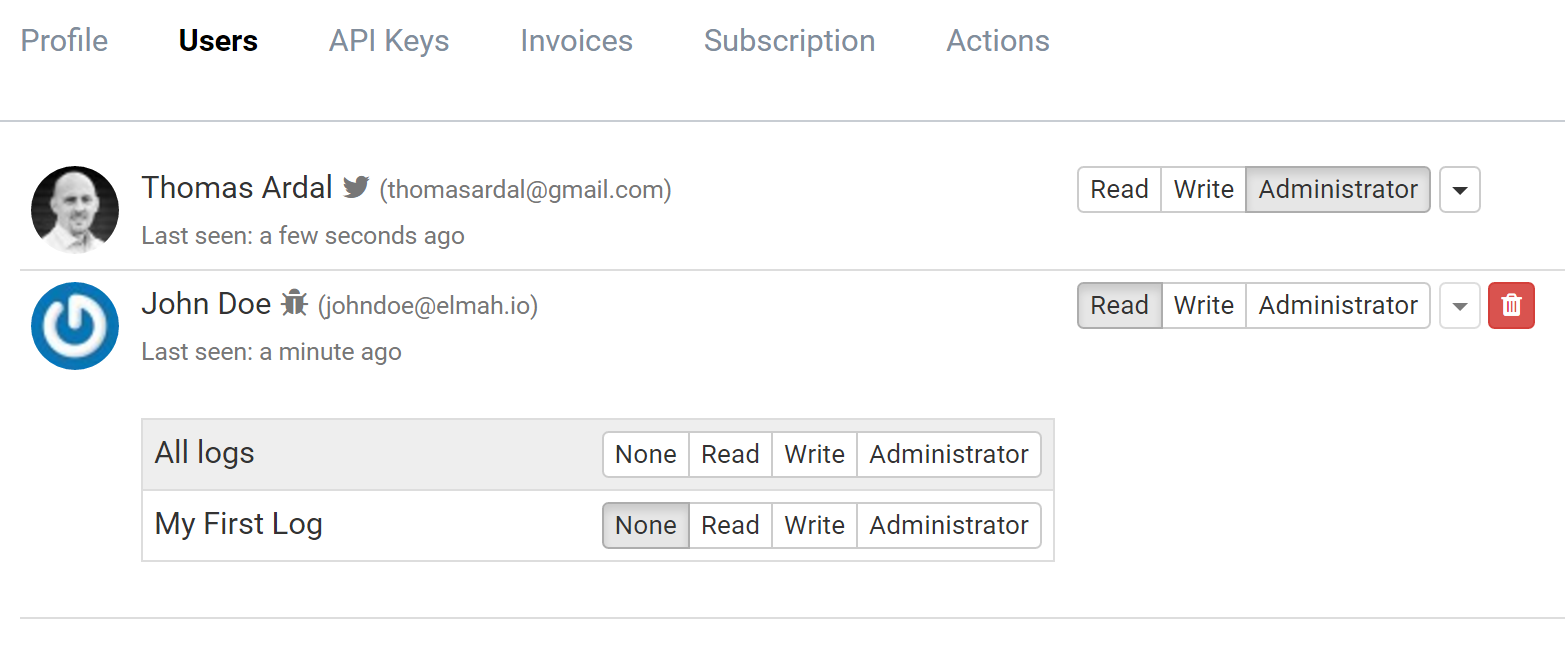 Profile Users API Keys Invoices Subscription Actions
Thomas Ardal (thomasardal@gmail.com) Read Write Administrator
Last seen: a few seconds ago
John Doe (johndoe@elmah.io) Read Write Administrator
Last seen: a minute ago
All logs None Read Write Administrator
My First Log None Read Write Administrator